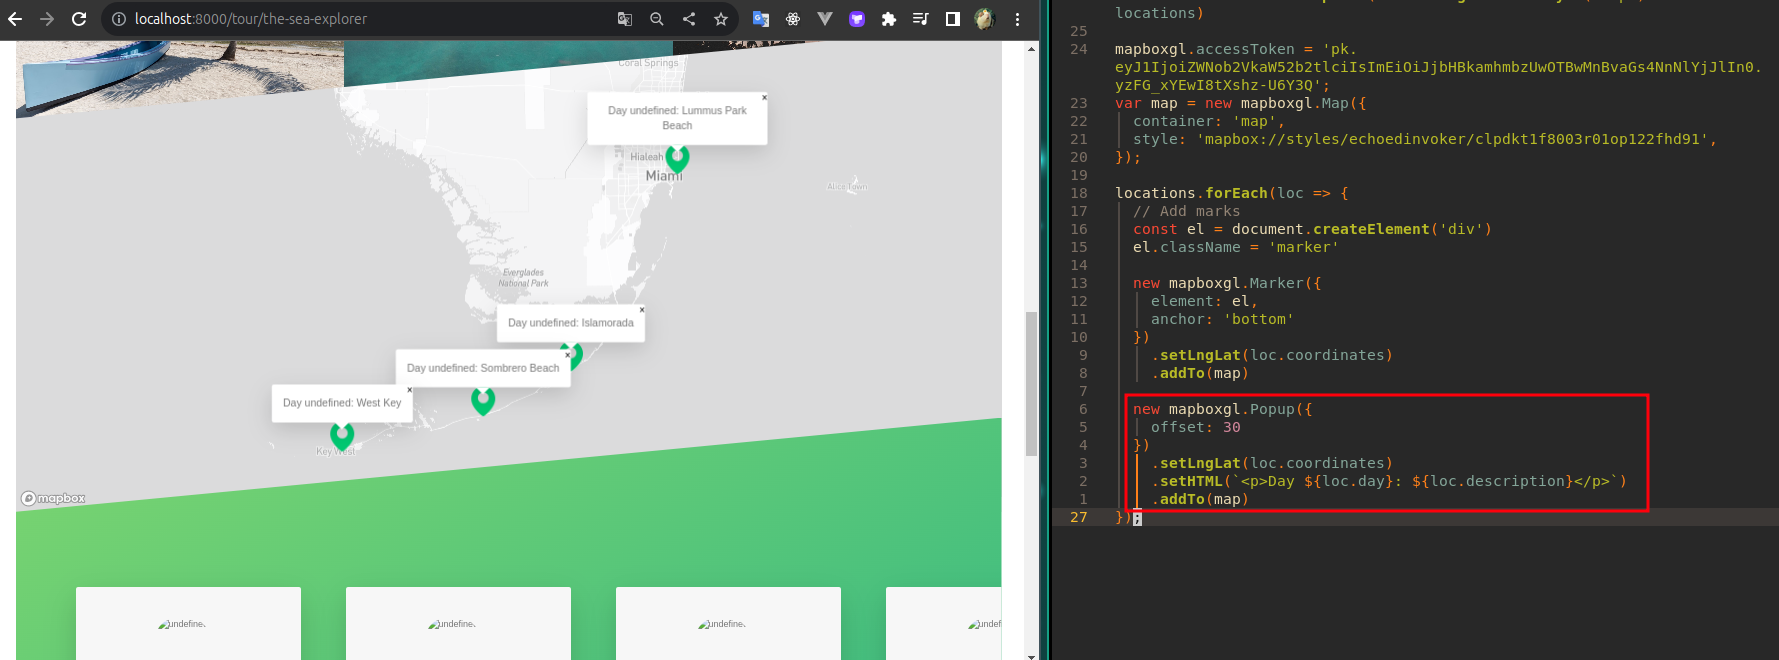 localhost:8000/tour/the-sea-explorer
Coral Springs
Day undefined: Lummus Park
Beach
Hialeah
Miami
Alice Town
Everglades
National Park
Day undefined: Islamorada
Day undefined: Sombrero Beach
Day undefined: West Key
Key West
mapbox
undefine.
undefine.
undefine.
undef
locations)
25
24 mapboxgl.accessToken = 'pk.
eyJ1IjoiZWNob2VkaW52b2tlciIsImEiOiJjbHBkamhmbzUwOTBwMnBvaGs4NnNlYjJlIn0.
yzFG_xYEwI8tXshz-U6Y3Q';
23 var map = new mapboxgl.Map({
22 container: 'map',
21 style: 'mapbox://styles/echoedinvoker/clpdkt1f8003r01op122fhd91',
20 });
19
18 locations.forEach(loc => {
17 // Add marks
16 const el = document.createElement('div')
15 el.className = 'marker'
14
13 new mapboxgl.Marker({
12 element: el,
11 anchor: 'bottom'
10 })
9 .setLngLat(loc.coordinates)
8 .addTo(map)
7
6 new mapboxgl.Popup({
5 offset: 30
4 })
3 .setLngLat(loc.coordinates)
2 .setHTML(`<p>Day ${loc.day}: ${loc.description}</p>`)
1 .addTo(map)
27 });